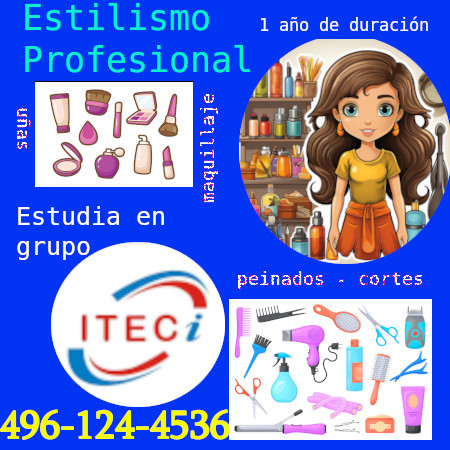 Estilismo
Profesional
1 año de duración
uñas
maquillaje
Estudia en
grupo
ITECi
peinados - cortes
496-124-4536